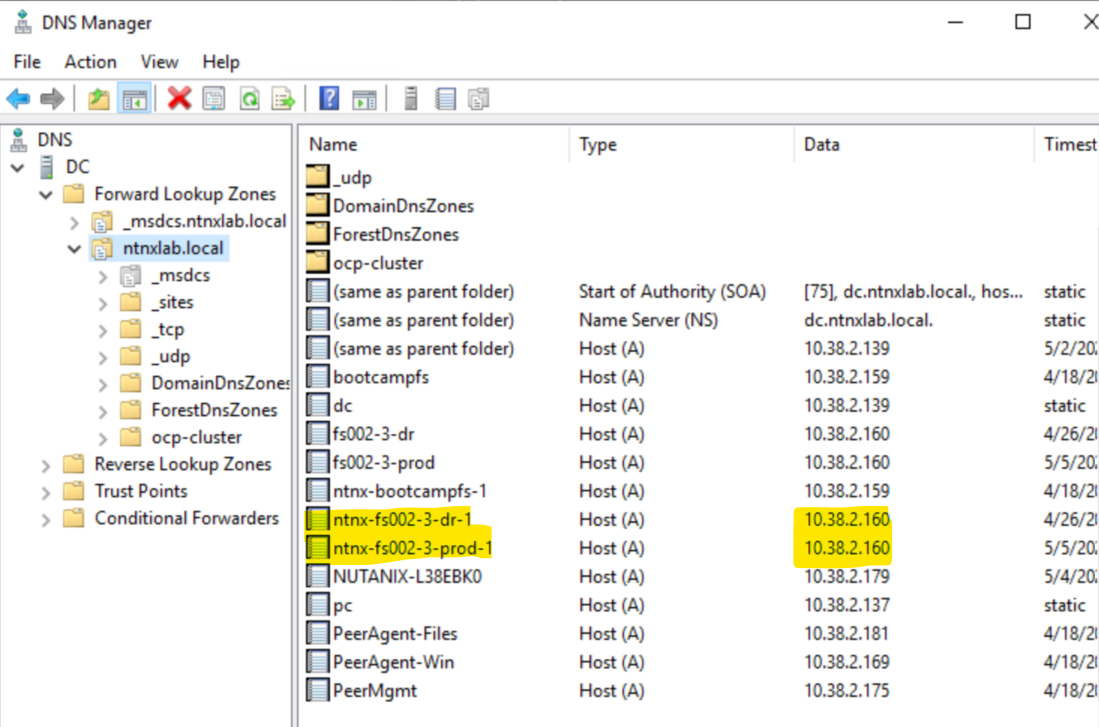 DNS Manager
File Action View Help
DNS
DC
Forward Lookup Zones
_msdcs.ntnxlab.local
ntnxlab.local
_msdcs
_sites
_tcp
_udp
DomainDnsZones
ForestDnsZones
ocp-cluster
Reverse Lookup Zones
Trust Points
Conditional Forwarders
Name Type Data Timest
_udp
DomainDnsZones
ForestDnsZones
ocp-cluster
(same as parent folder) Start of Authority (SOA) [75], dc.ntnxlab.local., hos... static
(same as parent folder) Name Server (NS) dc.ntnxlab.local. static
(same as parent folder) Host (A) 10.38.2.139 5/2/20
bootcampfs Host (A) 10.38.2.159 4/18/20
dc Host (A) 10.38.2.139 static
fs002-3-dr Host (A) 10.38.2.160 4/26/20
fs002-3-prod Host (A) 10.38.2.160 5/5/20
ntnx-bootcampfs-1 Host (A) 10.38.2.159 4/18/20
ntnx-fs002-3-dr-1 Host (A) 10.38.2.160 4/26/20
ntnx-fs002-3-prod-1 Host (A) 10.38.2.160 5/5/20
NUTANIX-L38EBK0 Host (A) 10.38.2.179 5/4/20
pc Host (A) 10.38.2.137 static
PeerAgent-Files Host (A) 10.38.2.181 4/18/20
PeerAgent-Win Host (A) 10.38.2.169 4/18/20
PeerMgmt Host (A) 10.38.2.175 4/18/20